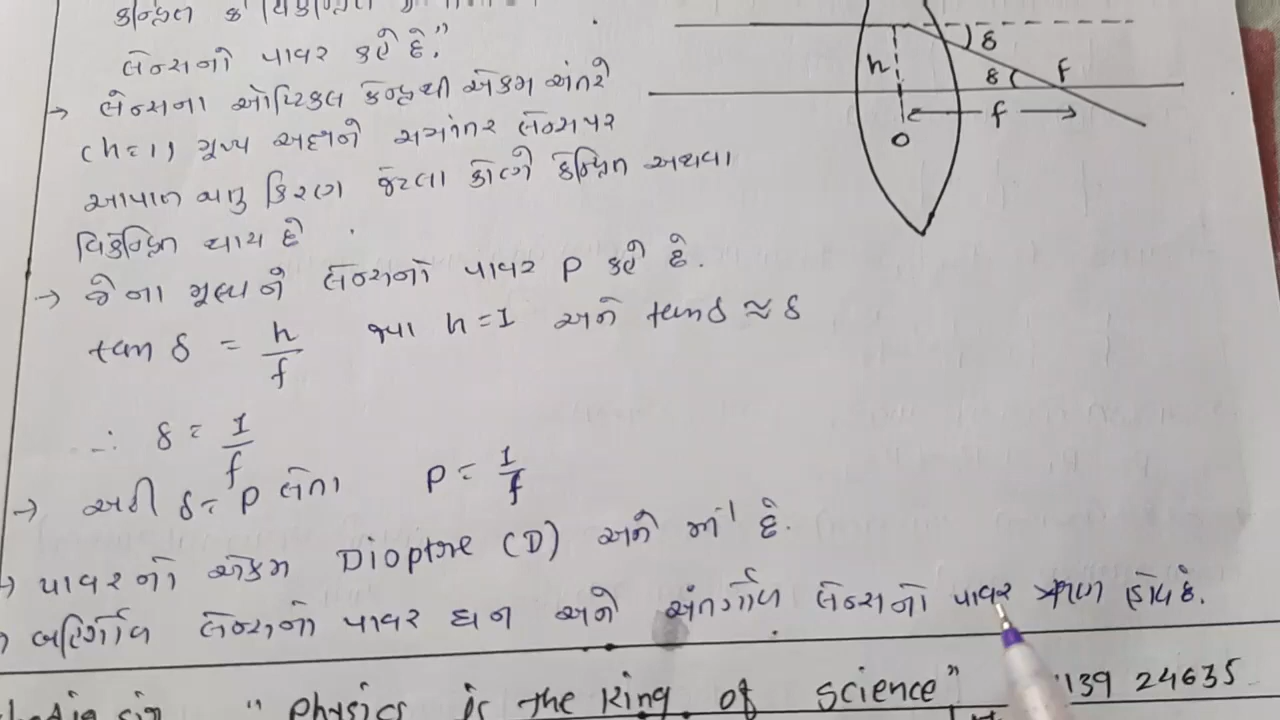 લેન્સનો પાવર કહે છે."
→ લેન્સના ઓપ્ટિકલ કેન્દ્રથી એકમ અંતરે
(h=1) મુખ્ય અક્ષને સમાંતર લેન્સ પર
આપાત થતુ કિરણ જેટલા કોણે કેન્દ્રિત અથવા
વિકેન્દ્રિત થાય છે.
→ જેના મૂલ્યને લેન્સનો પાવર P કહે છે.
tan δ = h/f જ્યા h=1 અને tanδ ≈ δ
∴ δ = 1/f
→ અહી δ=P લેતા P = 1/f
→ પાવરનો એકમ Dioptre (D) અને m⁻¹ છે.
→ બહિર્ગોળ લેન્સનો પાવર ધન અને અંતર્ગોળ લેન્સનો પાવર ઋણ હોય છે.
" Physics is the King of Science" 139 24635
δ
h
δ F
f
O